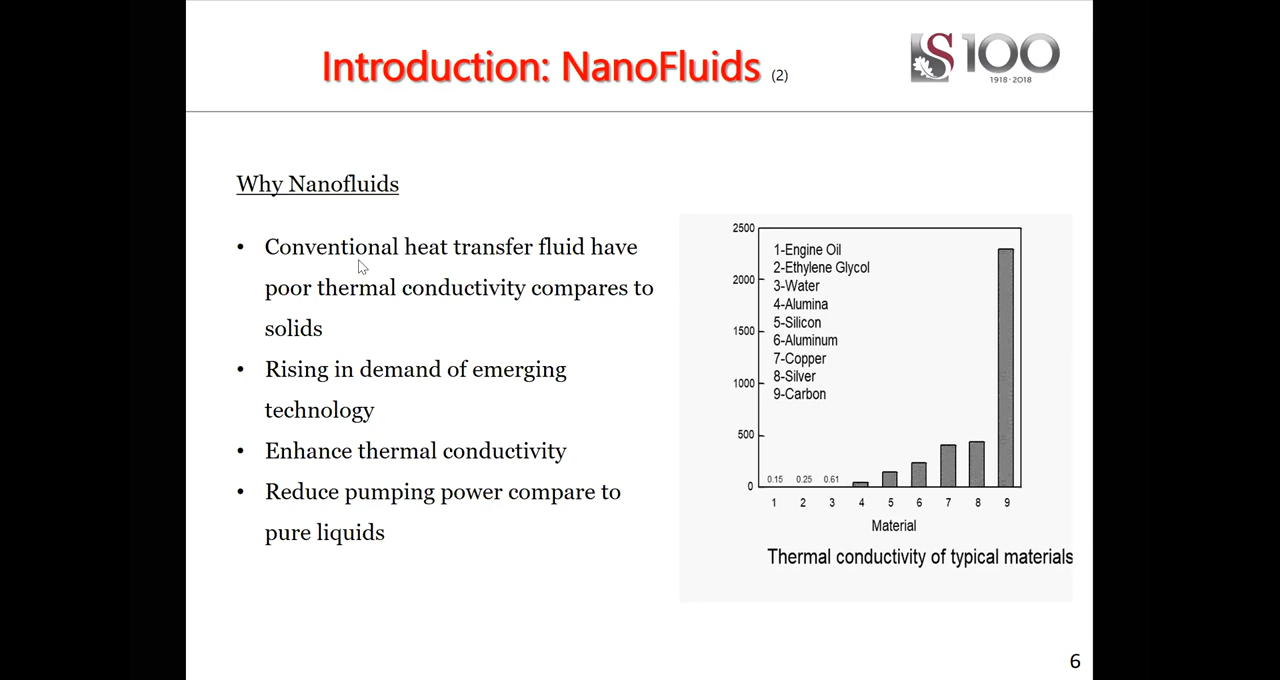 Introduction: NanoFluids (2)
S100
1918·2018
Why Nanofluids
• Conventional heat transfer fluid have
poor thermal conductivity compares to
solids
• Rising in demand of emerging
technology
• Enhance thermal conductivity
• Reduce pumping power compare to
pure liquids
2500
2000
1500
1000
500
0
1-Engine Oil
2-Ethylene Glycol
3-Water
4-Alumina
5-Silicon
6-Aluminum
7-Copper
8-Silver
9-Carbon
0.15 0.25 0.61
1 2 3 4 5 6 7 8 9
Material
Thermal conductivity of typical materials
6